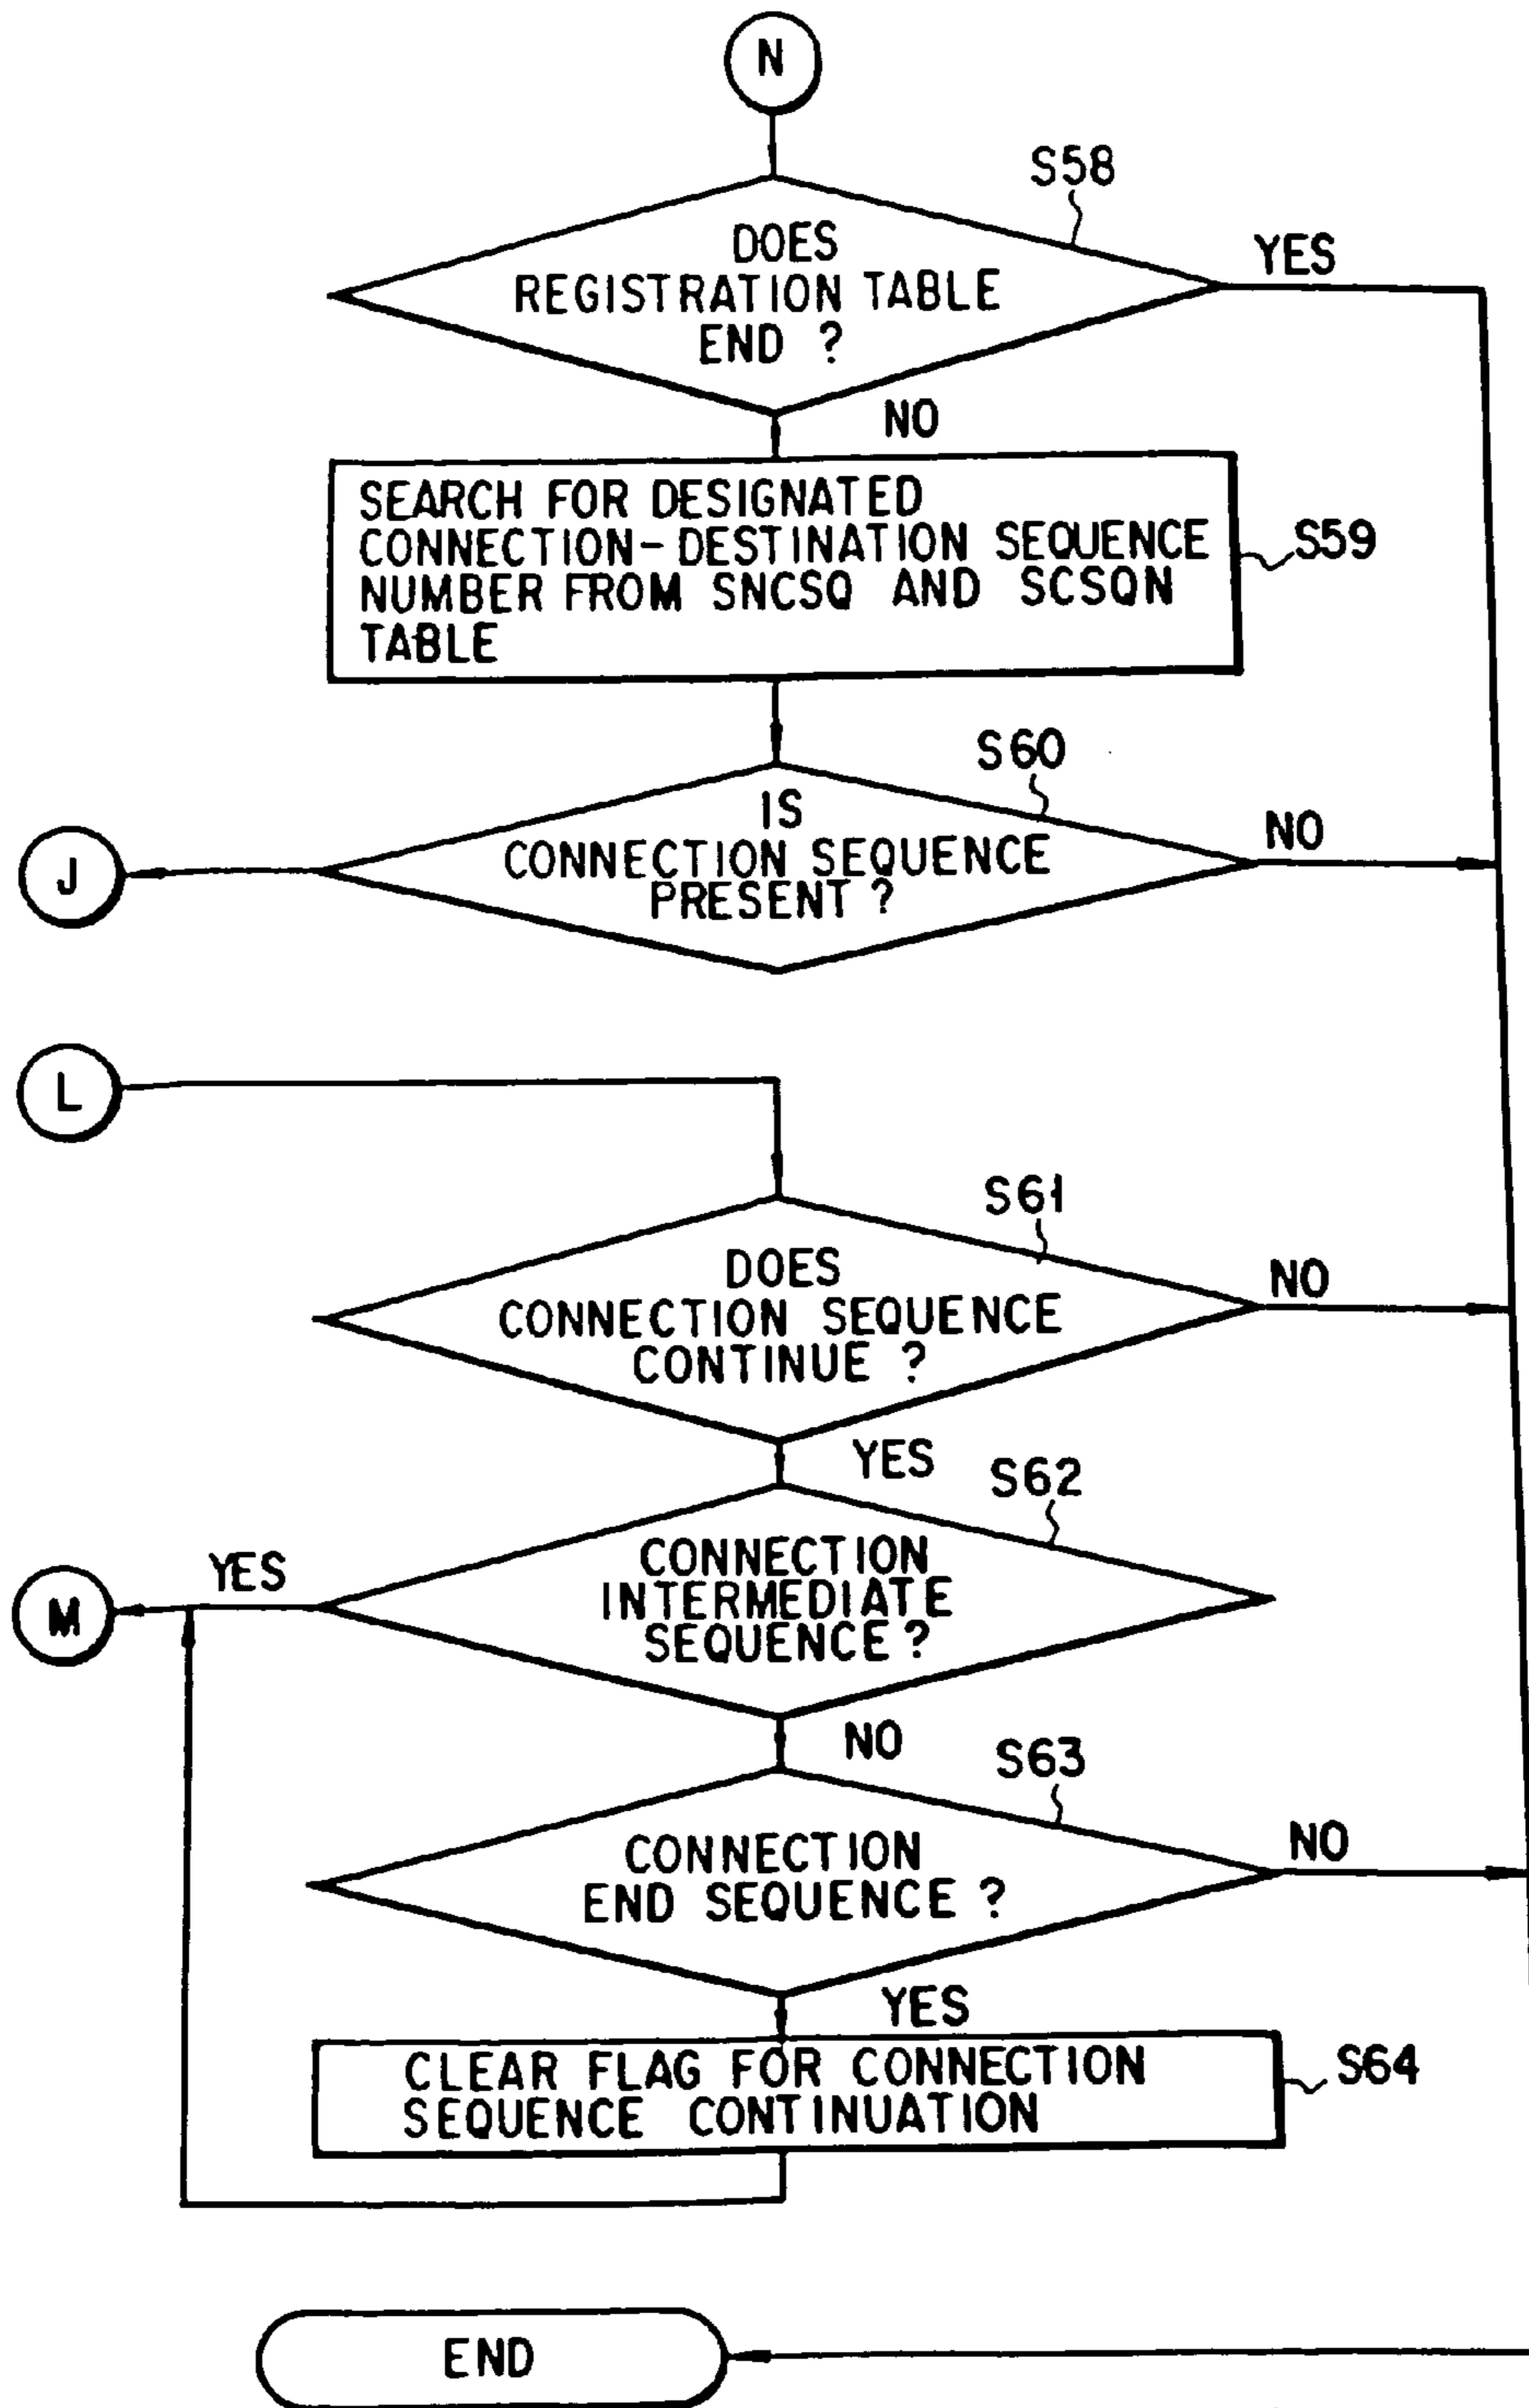 N
S58
DOES
REGISTRATION TABLE
END ?
YES
NO
SEARCH FOR DESIGNATED
CONNECTION-DESTINATION SEQUENCE
NUMBER FROM SNCSQ AND SCSQN
TABLE
S59
S60
IS
CONNECTION SEQUENCE
PRESENT ?
NO
J
L
S61
DOES
CONNECTION SEQUENCE
CONTINUE ?
NO
YES
S62
CONNECTION
INTERMEDIATE
SEQUENCE ?
YES
M
NO
S63
CONNECTION
END SEQUENCE ?
NO
YES
CLEAR FLAG FOR CONNECTION
SEQUENCE CONTINUATION
S64
END